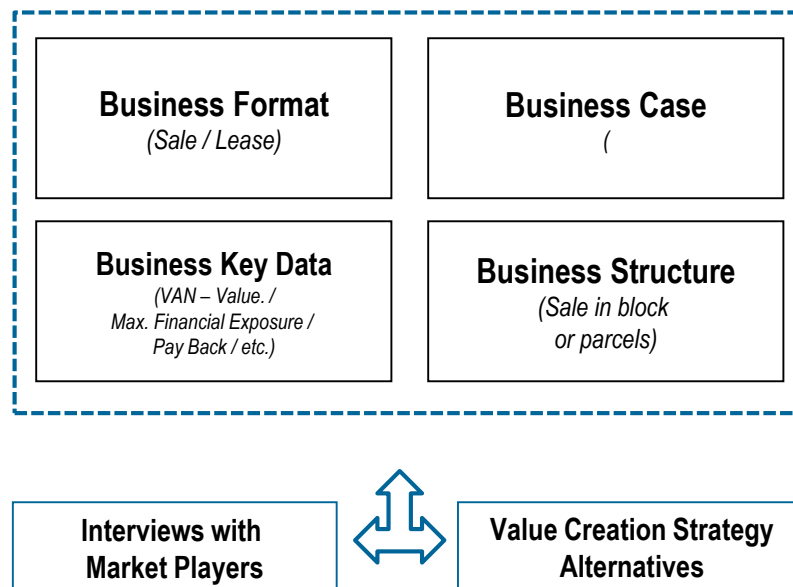 Business Format
(Sale / Lease)
Business Case
(
Business Key Data
(VAN – Value. /
Max. Financial Exposure /
Pay Back / etc.)
Business Structure
(Sale in block
or parcels)
Interviews with
Market Players
Value Creation Strategy
Alternatives